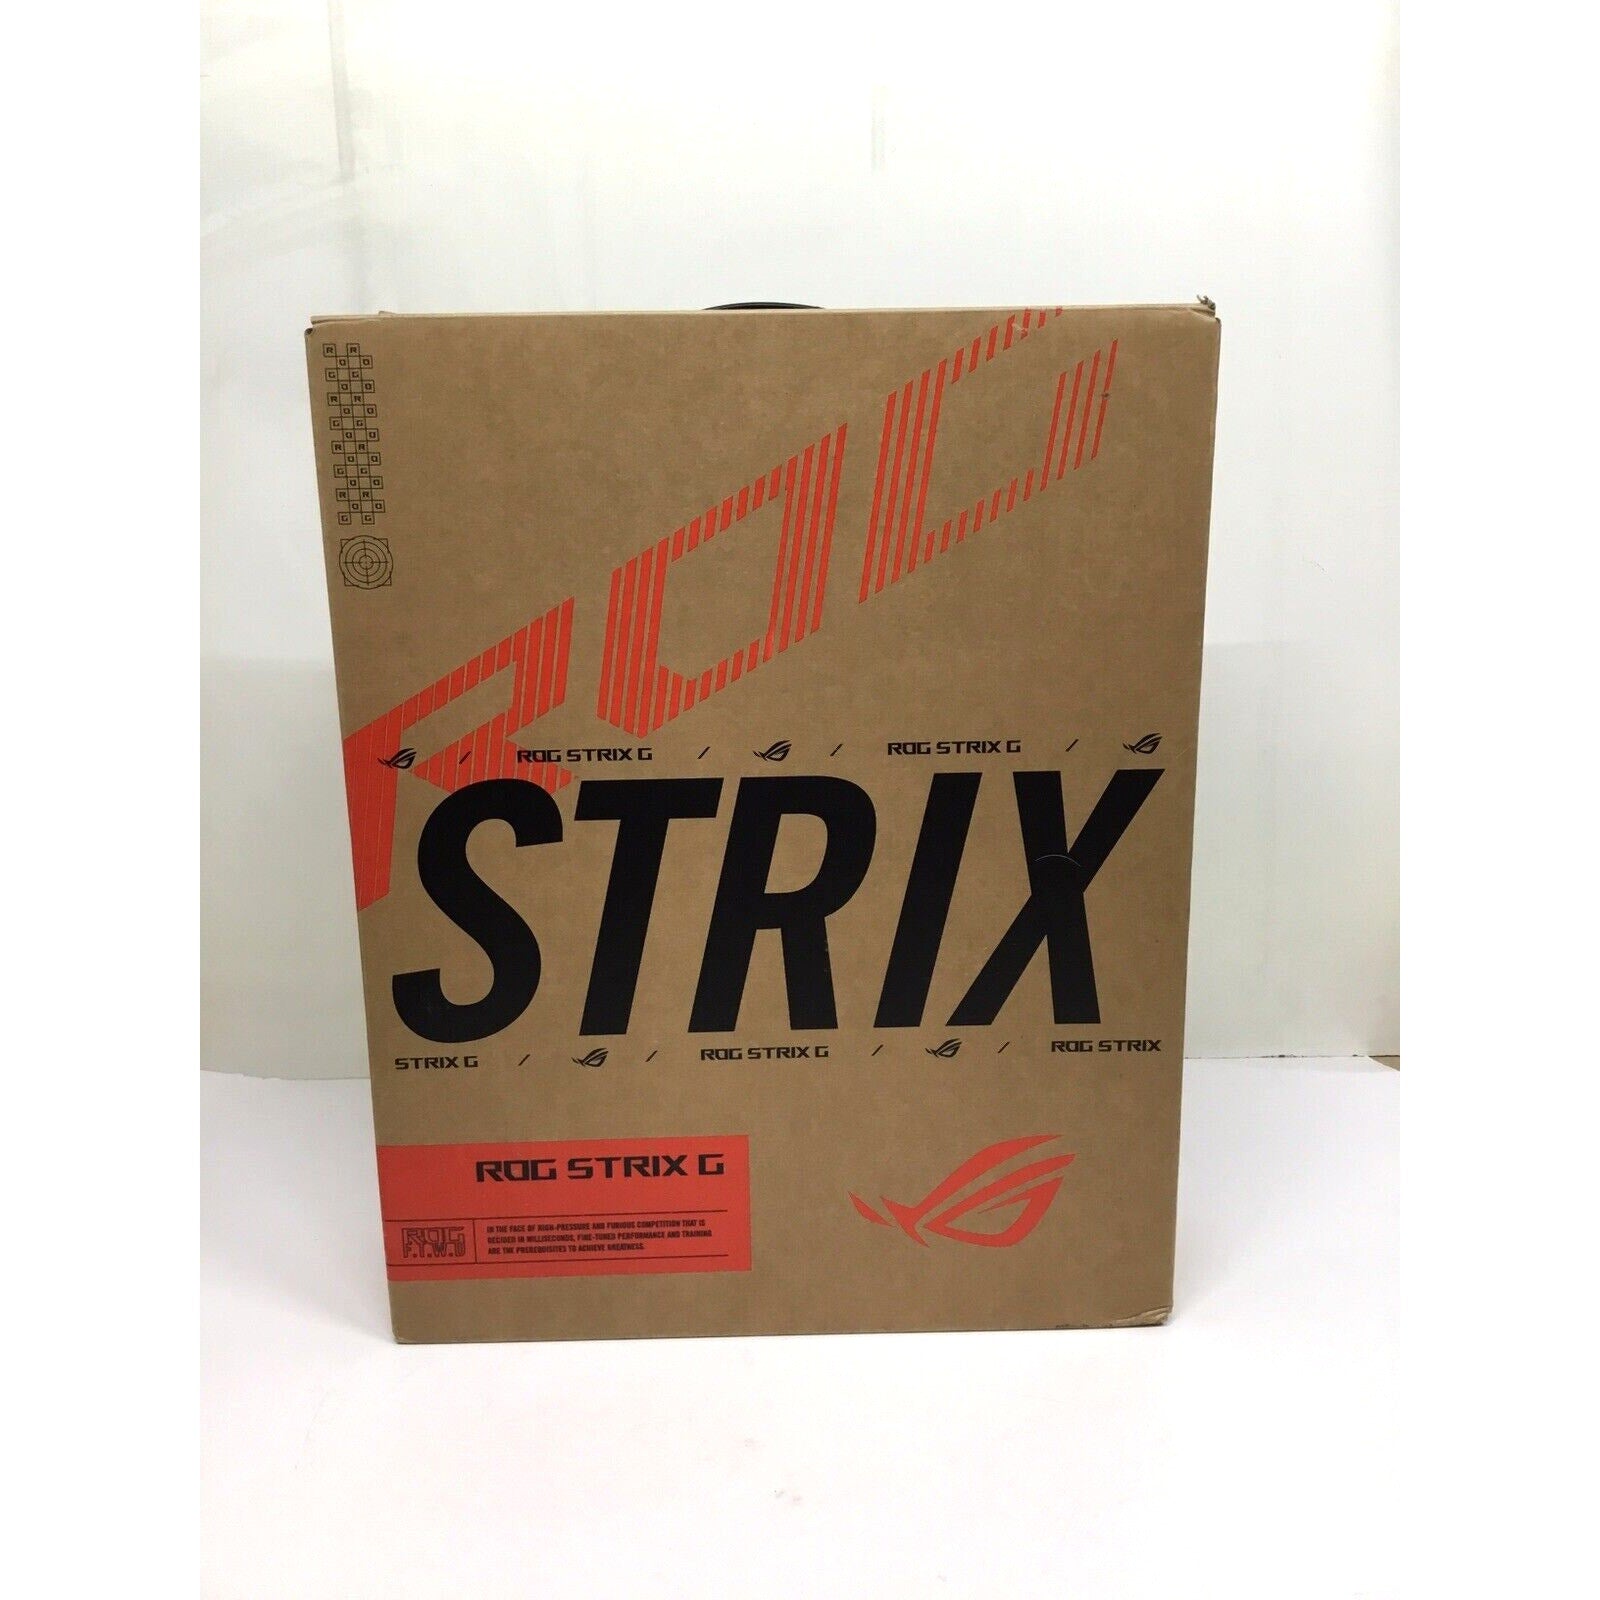 R R
O O
G G
O O
R R
O O
G G
O O
R R
O O
G G
O O
R R
O O
G G
ROG
ROG STRIX G / / ROG STRIX G /
STRIX
STRIX G / / ROG STRIX G / / ROG STRIX
ROG STRIX G
ROG
F.T.W.D
IN THE FACE OF HIGH-PRESSURE AND FURIOUS COMPETITION THAT IS
DECIDED IN MILLISECONDS, FINE-TUNED PERFORMANCE AND TRAINING
ARE THE PREREQUISITES TO ACHIEVE GREATNESS.